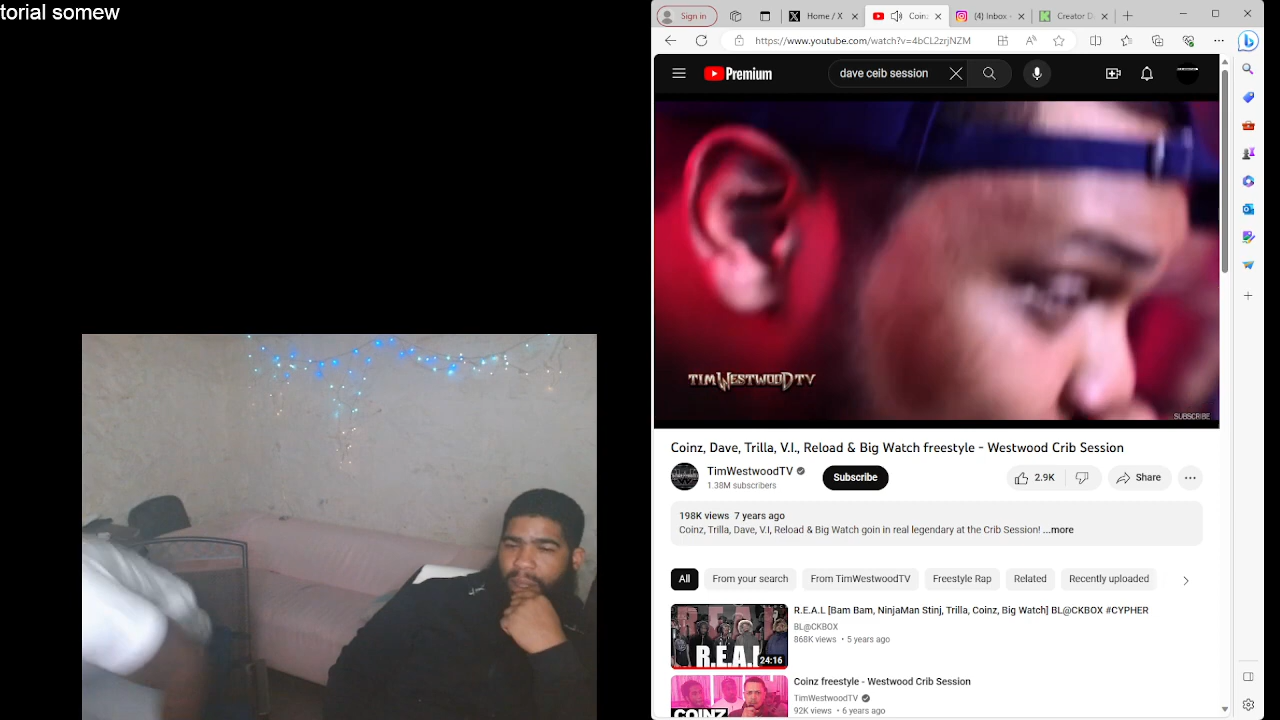 torial somew
Sign in
Home / X
Coin
(4) Inbox -
Creator D
https://www.youtube.com/watch?v=4bCL2zrjNZM
Premium
dave ceib session
TIMWESTWOODTV
SUBSCRIBE
Coinz, Dave, Trilla, V.I., Reload & Big Watch freestyle - Westwood Crib Session
TimWestwoodTV
1.38M subscribers
Subscribe
2.9K
Share
198K views 7 years ago
Coinz, Trilla, Dave, V.I, Reload & Big Watch goin in real legendary at the Crib Session! ...more
All
From your search
From TimWestwoodTV
Freestyle Rap
Related
Recently uploaded
R.E.A.L [Bam Bam, NinjaMan Stinj, Trilla, Coinz, Big Watch] BL@CKBOX #CYPHER
BL@CKBOX
868K views • 5 years ago
R.E.A.L
24:16
Coinz freestyle - Westwood Crib Session
TimWestwoodTV
92K views • 6 years ago
COINZ